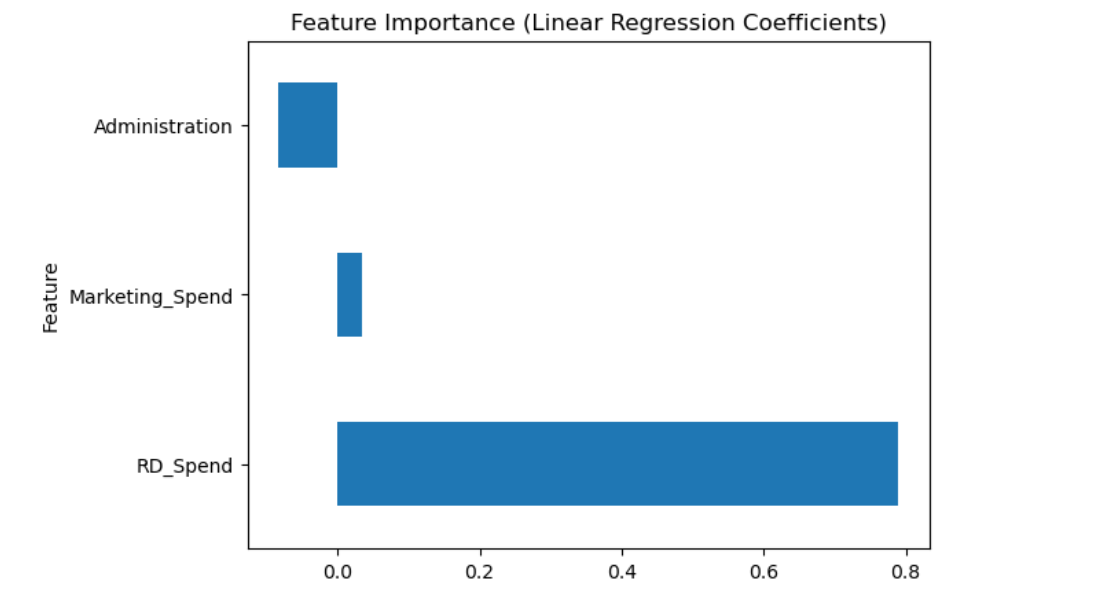 Feature Importance (Linear Regression Coefficients)
Administration
Marketing_Spend
RD_Spend
Feature
0.0 0.2 0.4 0.6 0.8